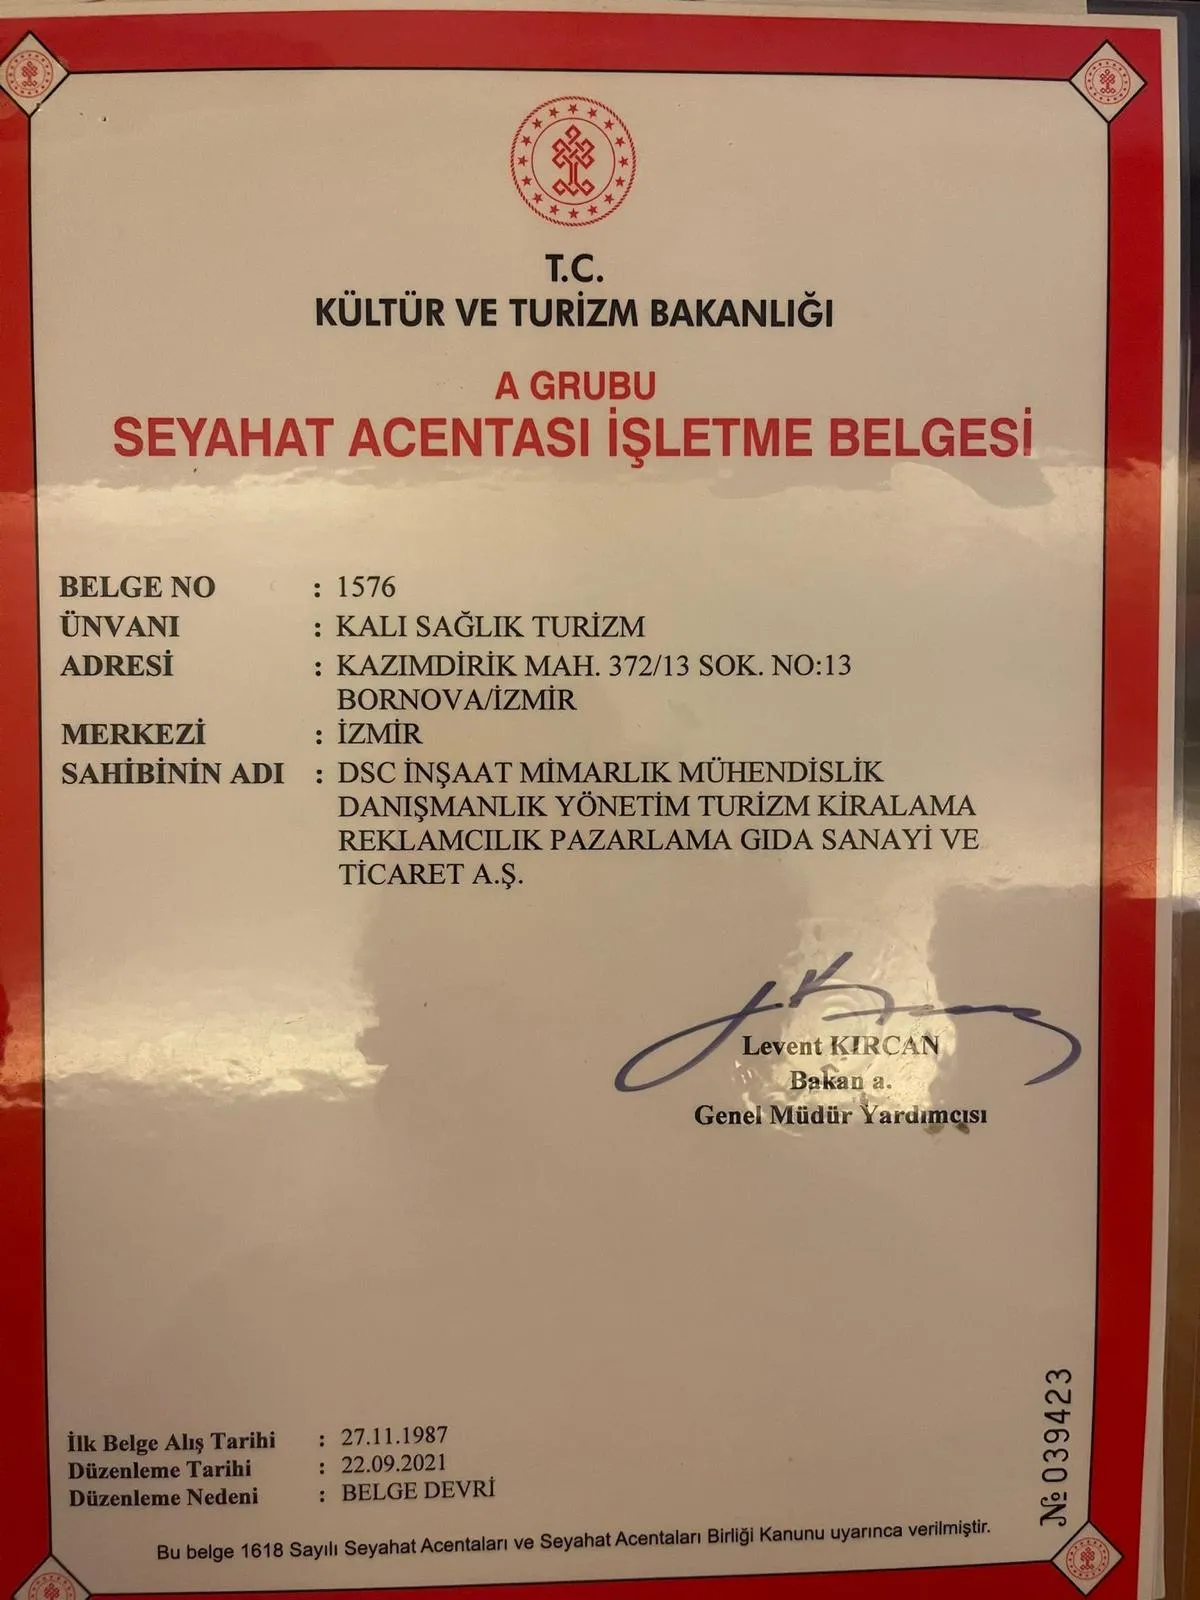 T.C.
KÜLTÜR VE TURİZM BAKANLIĞI
A GRUBU
SEYAHAT ACENTASI İŞLETME BELGESİ
BELGE NO : 1576
ÜNVANI : KALI SAĞLIK TURİZM
ADRESİ : KAZIMDİRİK MAH. 372/13 SOK. NO:13
BORNOVA/İZMİR
MERKEZİ : İZMİR
SAHİBİNİN ADI : DSC İNŞAAT MİMARLIK MÜHENDİSLİK
DANIŞMANLIK YÖNETİM TURİZM KİRALAMA
REKLAMCILIK PAZARLAMA GIDA SANAYİ VE
TİCARET A.Ş.
Levent KIRCAN
Bakan a.
Genel Müdür Yardımcısı
İlk Belge Alış Tarihi : 27.11.1987
Düzenleme Tarihi : 22.09.2021
Düzenleme Nedeni : BELGE DEVRİ
№ 039423
Bu belge 1618 Sayılı Seyahat Acentaları ve Seyahat Acentaları Birliği Kanunu uyarınca verilmiştir.